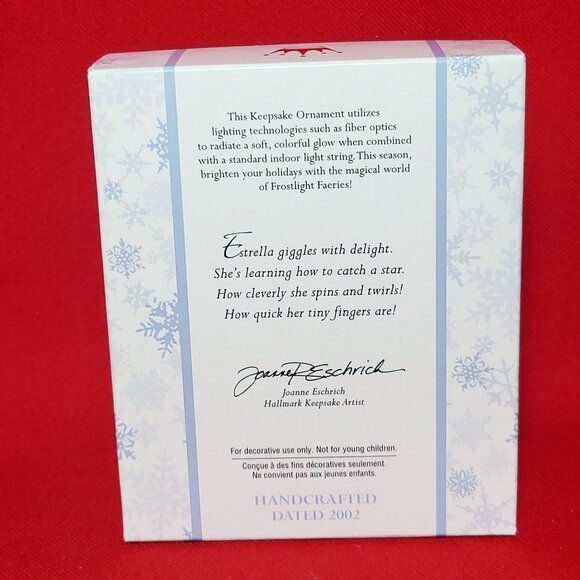 This Keepsake Ornament utilizes
lighting technologies such as fiber optics
to radiate a soft, colorful glow when combined
with a standard indoor light string. This season,
brighten your holidays with the magical world
of Frostlight Faeries!
Estrella giggles with delight.
She's learning how to catch a star.
How cleverly she spins and twirls!
How quick her tiny fingers are!
Joanne Eschrich
Joanne Eschrich
Hallmark Keepsake Artist
For decorative use only. Not for young children.
Conçue à des fins décoratives seulement.
Ne convient pas aux jeunes enfants.
HANDCRAFTED
DATED 2002